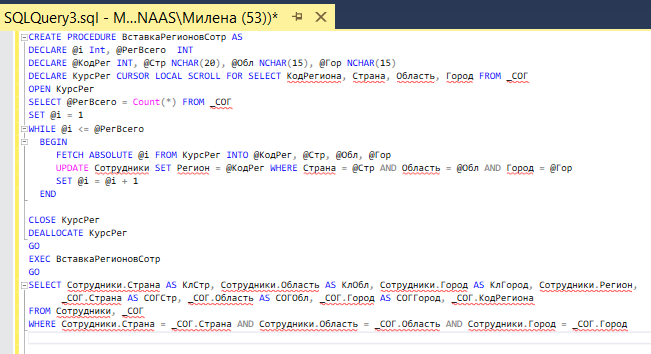 SQLQuery3.sql - M...NAAS\Милена (53))*
CREATE PROCEDURE ВставкаРегионовСотр AS
DECLARE @i Int, @РегВсего  INT
DECLARE @КодРег INT, @Стр NCHAR(20), @Обл NCHAR(15), @Гор NCHAR(15)
DECLARE КурсРег CURSOR LOCAL SCROLL FOR SELECT КодРегиона, Страна, Область, Город FROM _СОГ
OPEN КурсРег
SELECT @РегВсего = Count(*) FROM _СОГ
SET @i = 1
WHILE @i <= @РегВсего
BEGIN
FETCH ABSOLUTE @i FROM КурсРег INTO @КодРег, @Стр, @Обл, @Гор
UPDATE Сотрудники SET Регион = @КодРег WHERE Страна = @Стр AND Область = @Обл AND Город = @Гор
SET @i = @i + 1
END
CLOSE КурсРег
DEALLOCATE КурсРег
GO
EXEC ВставкаРегионовСотр
GO
SELECT Сотрудники.Страна AS КлСтр, Сотрудники.Область AS КлОбл, Сотрудники.Город AS КлГород, Сотрудники.Регион,
_СОГ.Страна AS СОГСтр, _СОГ.Область AS СОГОбл, _СОГ.Город AS СОГГород, _СОГ.КодРегиона
FROM Сотрудники, _СОГ
WHERE Сотрудники.Страна = _СОГ.Страна AND Сотрудники.Область = _СОГ.Область AND Сотрудники.Город = _СОГ.Город